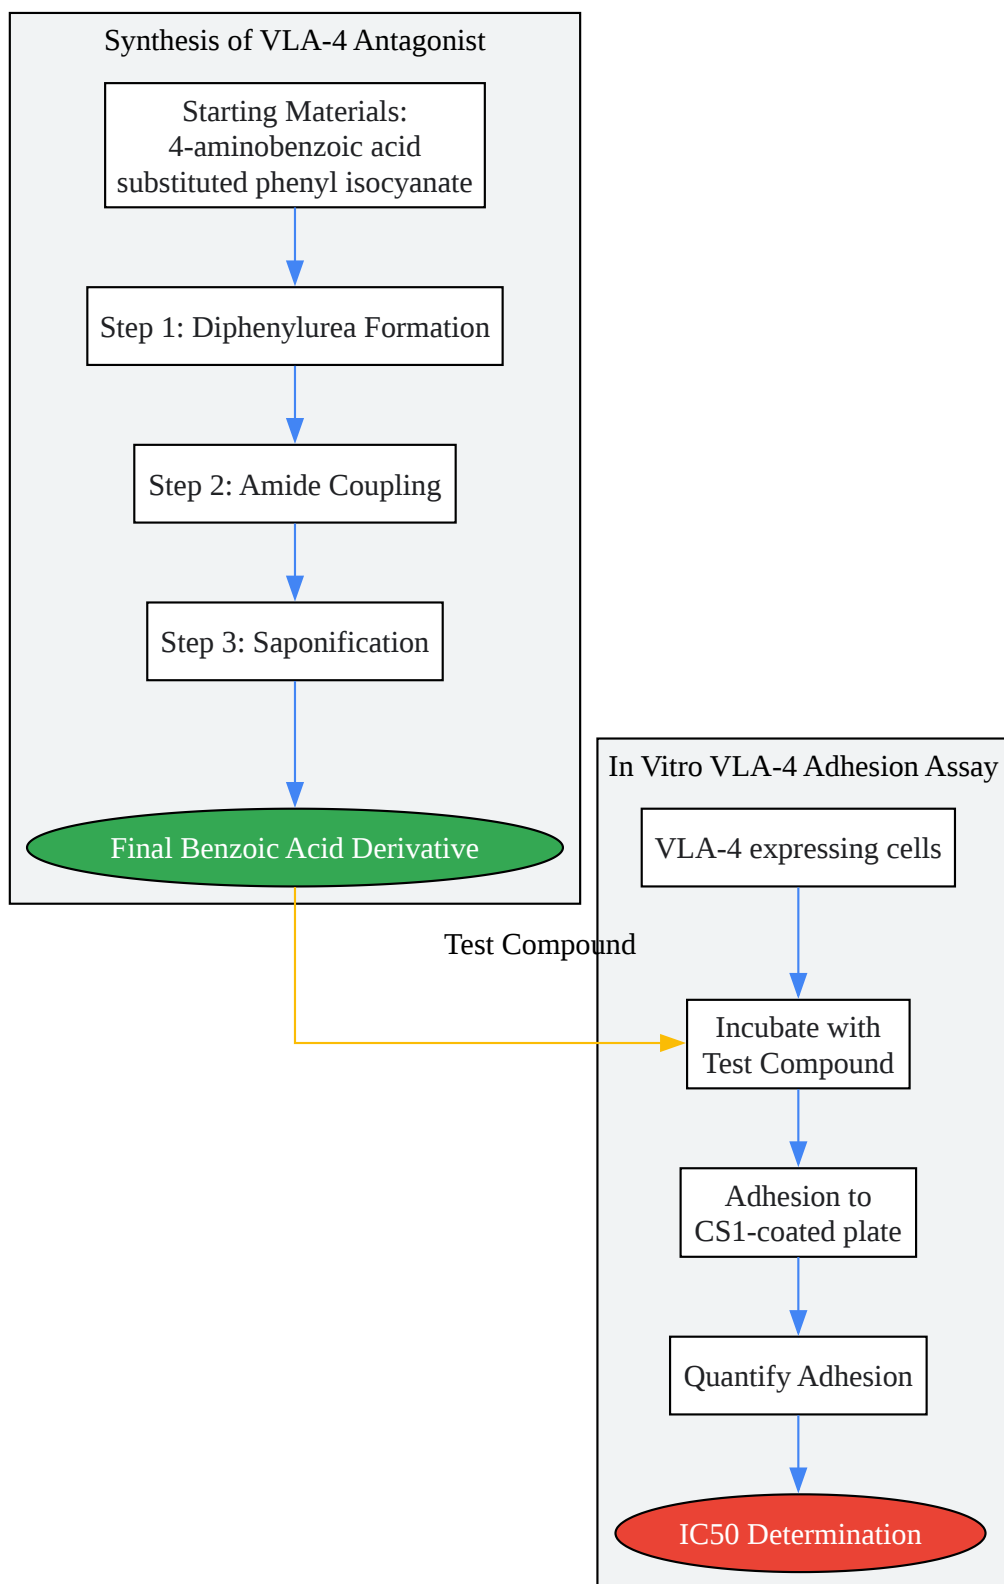 Synthesis of VLA-4 Antagonist
Starting Materials:
4-aminobenzoic acid
substituted phenyl isocyanate
Step 1: Diphenylurea Formation
Step 2: Amide Coupling
Step 3: Saponification
Final Benzoic Acid Derivative
Test Compound
In Vitro VLA-4 Adhesion Assay
VLA-4 expressing cells
Incubate with
Test Compound
Adhesion to
CS1-coated plate
Quantify Adhesion
IC50 Determination